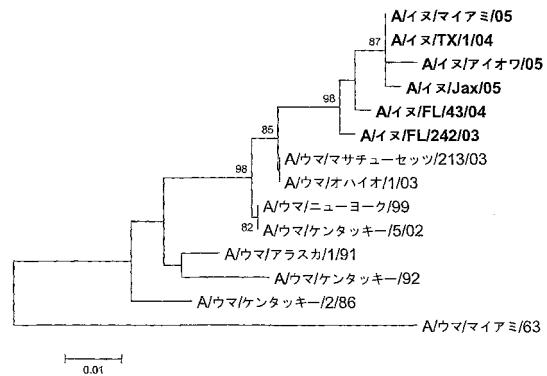 A/イヌ/マイアミ/05
87
A/イヌ/TX/1/04
A/イヌ/アイオワ/05
A/イヌ/Jax/05
98
A/イヌ/FL/43/04
A/イヌ/FL/242/03
85
A/ウマ/マサチューセッツ/213/03
98
A/ウマ/オハイオ/1/03
A/ウマ/ニューヨーク/99
82
A/ウマ/ケンタッキー/5/02
A/ウマ/アラスカ/1/91
A/ウマ/ケンタッキー/92
A/ウマ/ケンタッキー/2/86
A/ウマ/マイアミ/63
0.01